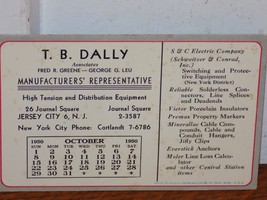 T. B. DALLY
Associates
FRED R. GREENE — GEORGE G. LEU
MANUFACTURERS' REPRESENTATIVE
High Tension and Distribution Equipment
26 Journal Square Journal Square
JERSEY CITY 6, N. J. 2-3587
New York City Phone: Cortlandt 7-6786
1950 OCTOBER 1950
SUN MON TUE WED THU FRI SAT
1 2 3 4 5 6 7
8 9 10 11 12 13 14
15 16 17 18 19 20 21
22 23 24 25 26 27 28
29 30 31
S & C Electric Company
(Schweitzer & Conrad, Inc.)
Switching and Protective Equipment
(New York District)
Reliable Solderless Connectors, Line Splices and Deadends
Victor Porcelain Insulators
Premax Property Markers
Minerallac Cable Compounds, Cable and Conduit Hangers, Jiffy Clips
Everstick Anchors
Moler Line Loss Calculator
and other Central Station Items